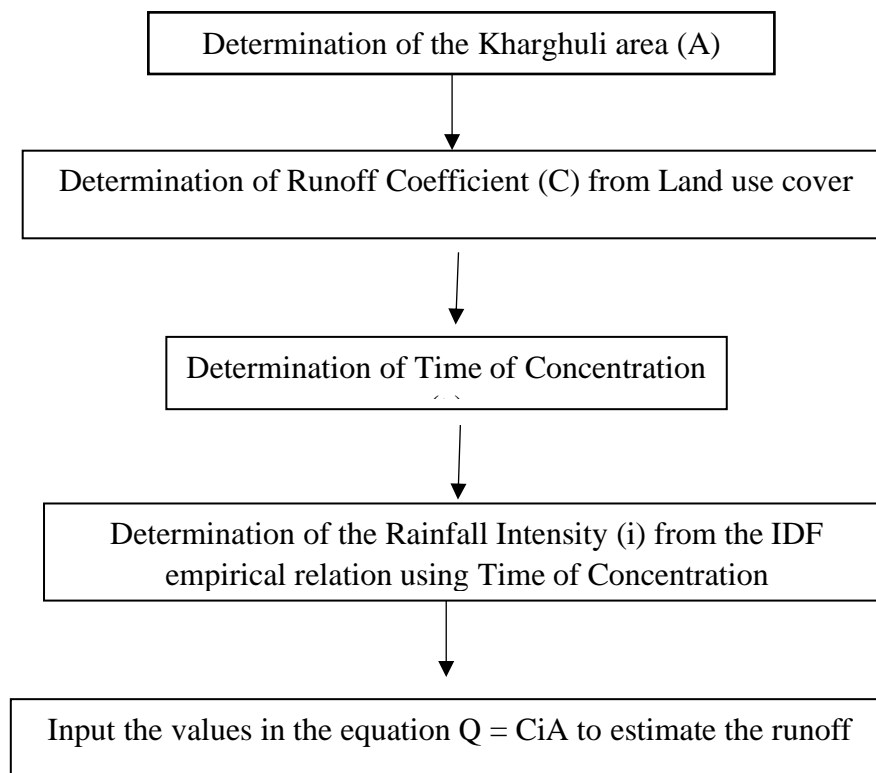 Determination of the Kharghuli area (A)
Determination of Runoff Coefficient (C) from Land use cover
Determination of Time of Concentration
Determination of the Rainfall Intensity (i) from the IDF
empirical relation using Time of Concentration
Input the values in the equation Q = CiA to estimate the runoff